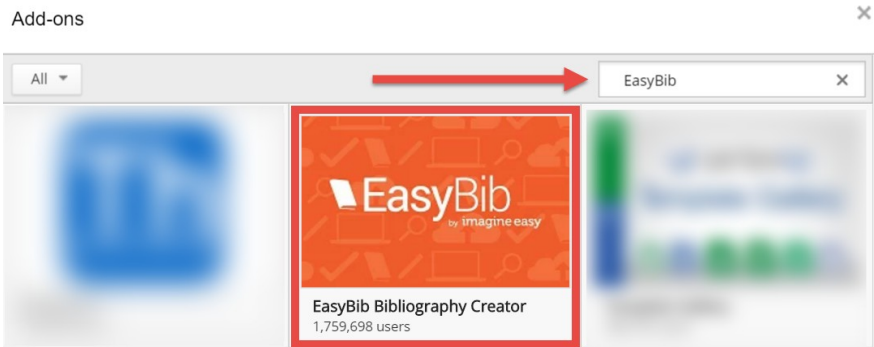 Add-ons
All
EasyBib
EasyBib
by imagine easy
EasyBib Bibliography Creator
1,759,698 users